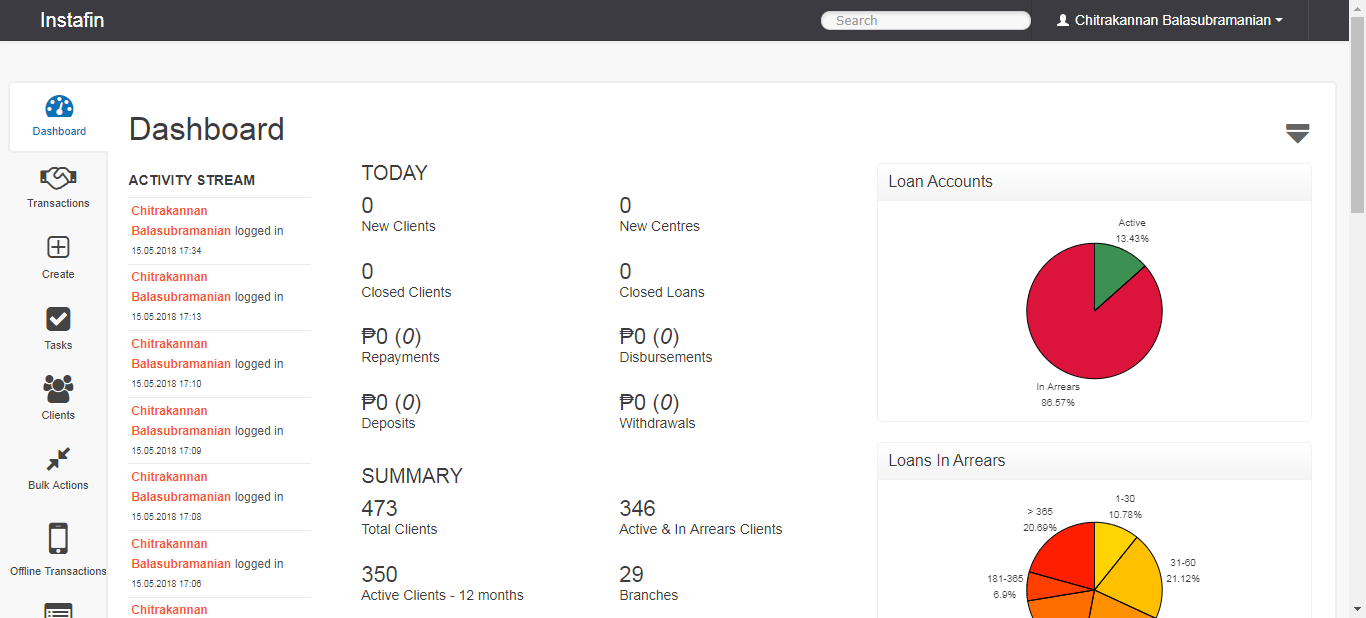 Instafin
Search
Chitrakannan Balasubramanian
Dashboard
Transactions
Create
Tasks
Clients
Bulk Actions
Offline Transactions
Dashboard
ACTIVITY STREAM
Chitrakannan
Balasubramanian logged in
15.05.2018 17:34
Chitrakannan
Balasubramanian logged in
15.05.2018 17:13
Chitrakannan
Balasubramanian logged in
15.05.2018 17:10
Chitrakannan
Balasubramanian logged in
15.05.2018 17:09
Chitrakannan
Balasubramanian logged in
15.05.2018 17:08
Chitrakannan
Balasubramanian logged in
15.05.2018 17:06
Chitrakannan
TODAY
0
New Clients
0
New Centres
0
Closed Clients
0
Closed Loans
₱0 (0)
Repayments
₱0 (0)
Disbursements
₱0 (0)
Deposits
₱0 (0)
Withdrawals
SUMMARY
473
Total Clients
346
Active & In Arrears Clients
350
Active Clients - 12 months
29
Branches
Loan Accounts
Active
13.43%
In Arrears
86.57%
Loans In Arrears
1-30
10.78%
> 365
20.69%
31-60
21.12%
181-365
6.9%